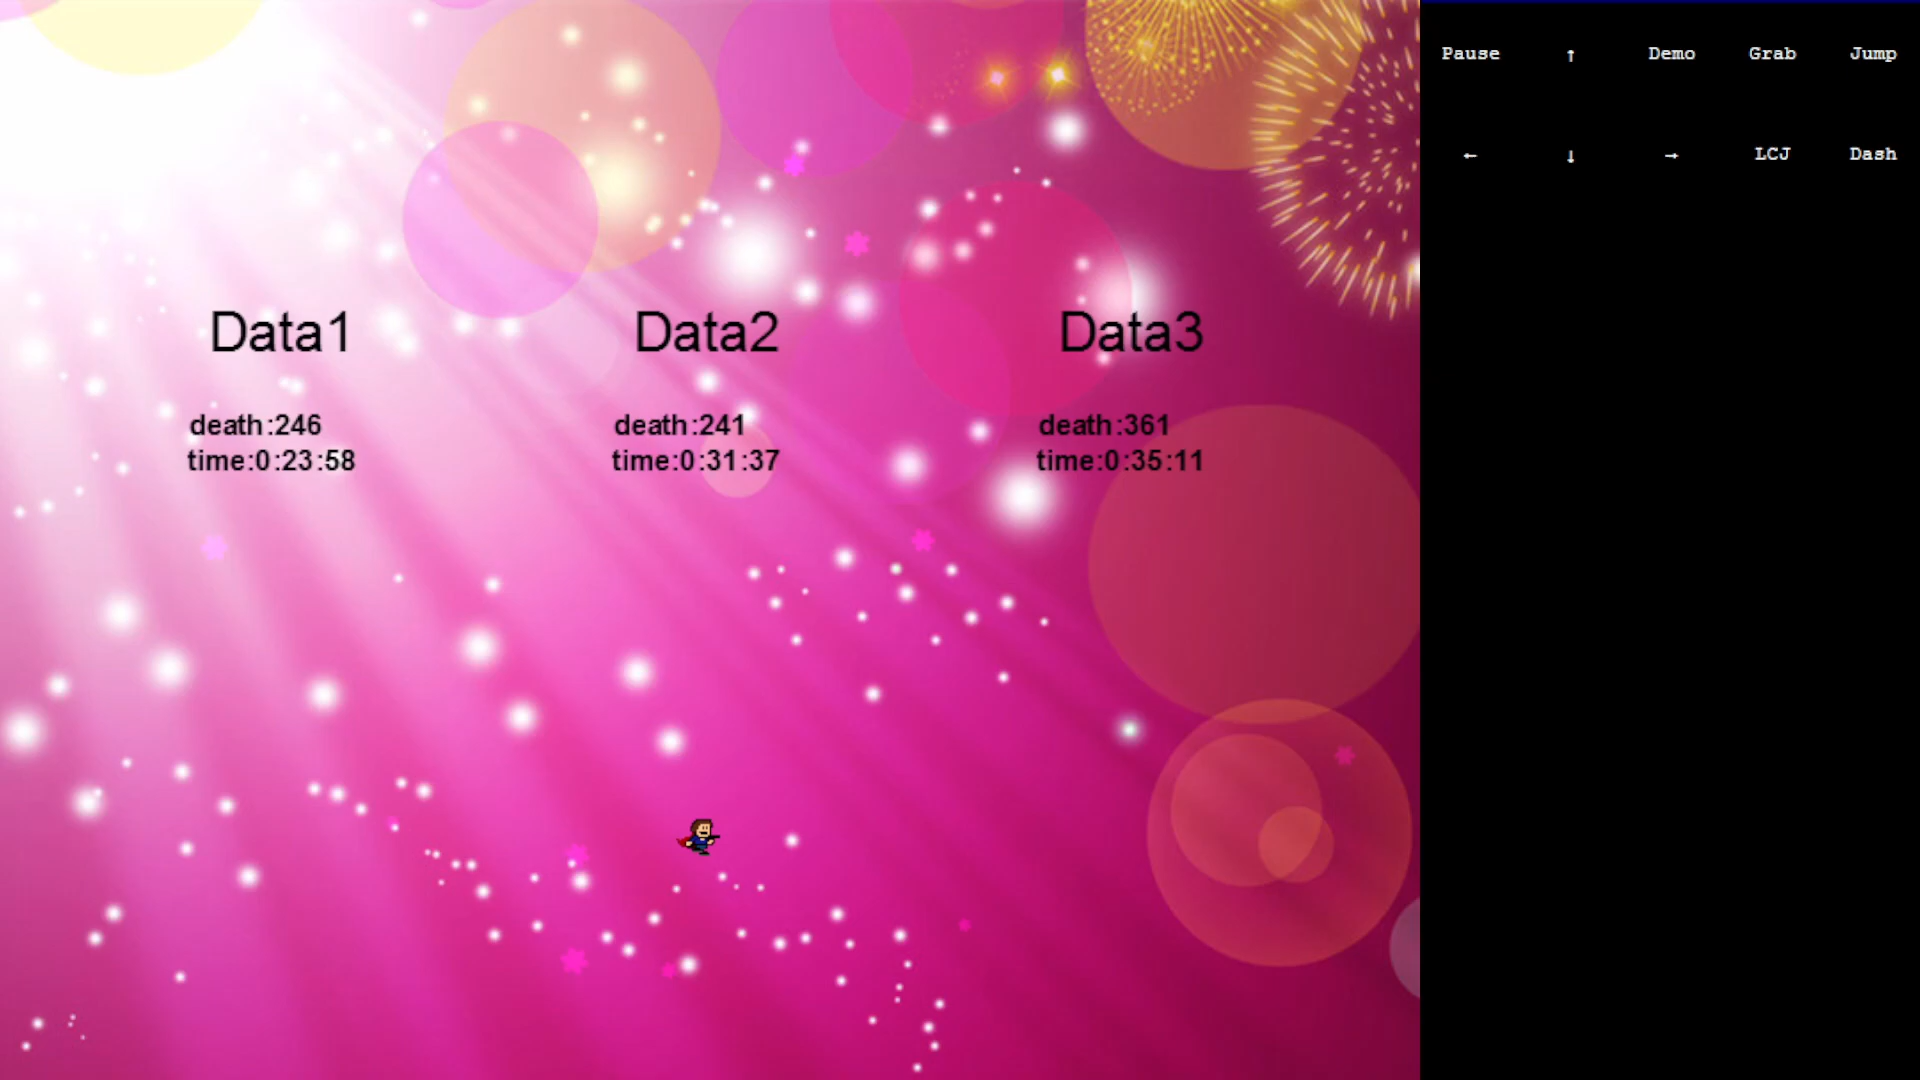 Pause ↑ Demo Grab Jump
← ↓ → LCJ Dash
Data1 Data2 Data3
death:246 death:241 death:361
time:0:23:58 time:0:31:37 time:0:35:11